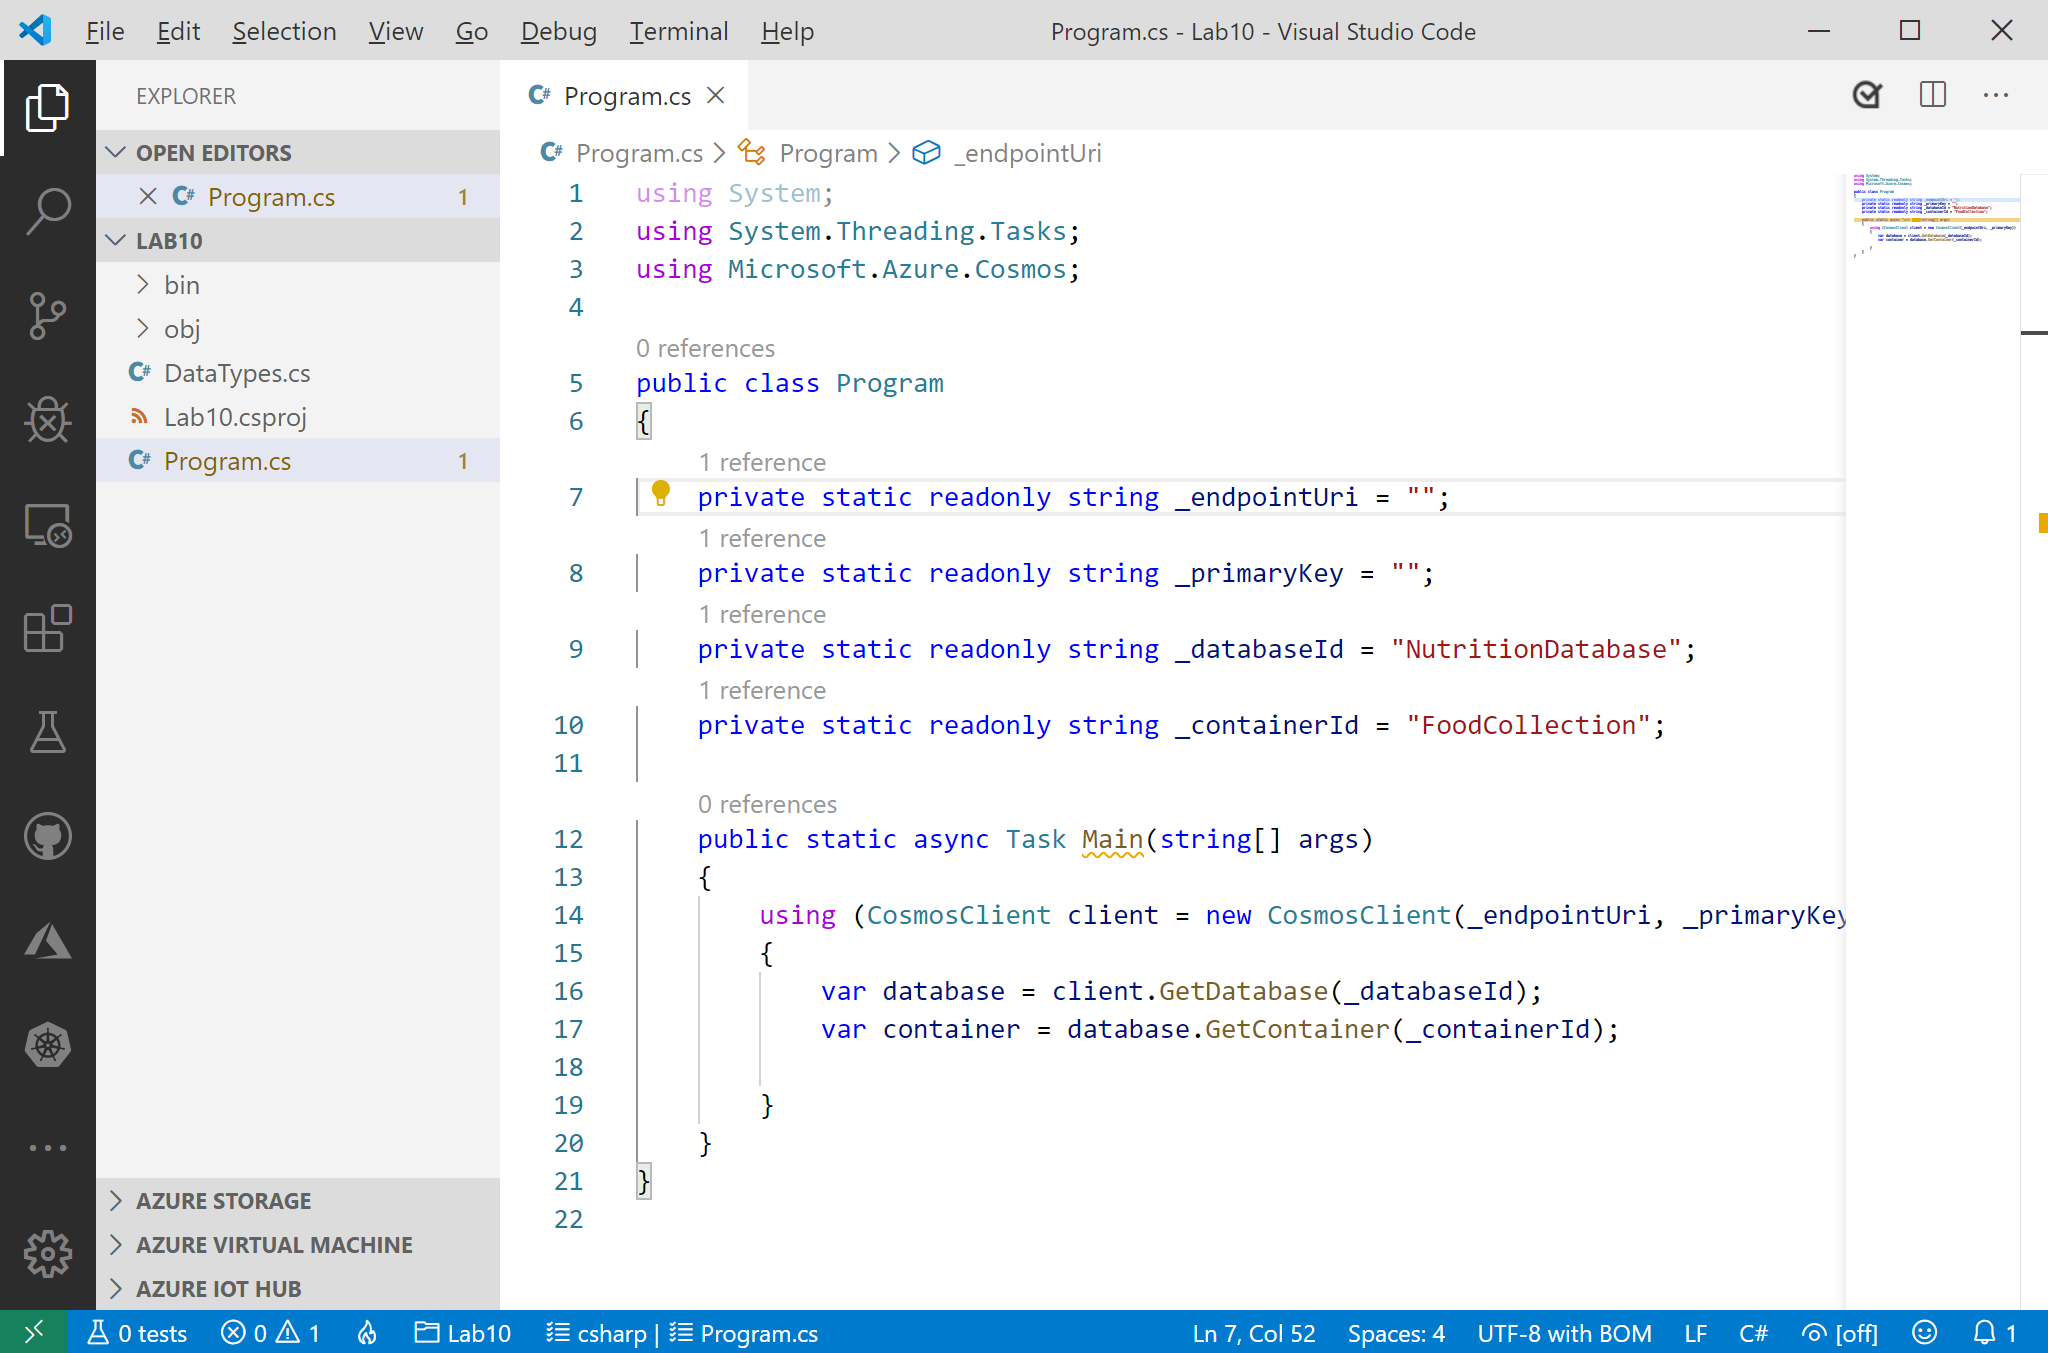 File Edit Selection View Go Debug Terminal Help Program.cs - Lab10 - Visual Studio Code
EXPLORER
OPEN EDITORS
Program.cs 1
LAB10
bin
obj
DataTypes.cs
Lab10.csproj
Program.cs 1
AZURE STORAGE
AZURE VIRTUAL MACHINE
AZURE IOT HUB
C# Program.cs
C# Program.cs > Program > _endpointUri
1 using System;
2 using System.Threading.Tasks;
3 using Microsoft.Azure.Cosmos;
4
0 references
5 public class Program
6 {
1 reference
7 private static readonly string _endpointUri = "";
1 reference
8 private static readonly string _primaryKey = "";
1 reference
9 private static readonly string _databaseId = "NutritionDatabase";
1 reference
10 private static readonly string _containerId = "FoodCollection";
11
0 references
12 public static async Task Main(string[] args)
13 {
14 using (CosmosClient client = new CosmosClient(_endpointUri, _primaryKey
15 {
16 var database = client.GetDatabase(_databaseId);
17 var container = database.GetContainer(_containerId);
18
19 }
20 }
21 }
22
0 tests 0 1 Lab10 csharp | Program.cs Ln 7, Col 52 Spaces: 4 UTF-8 with BOM LF C# [off] 1